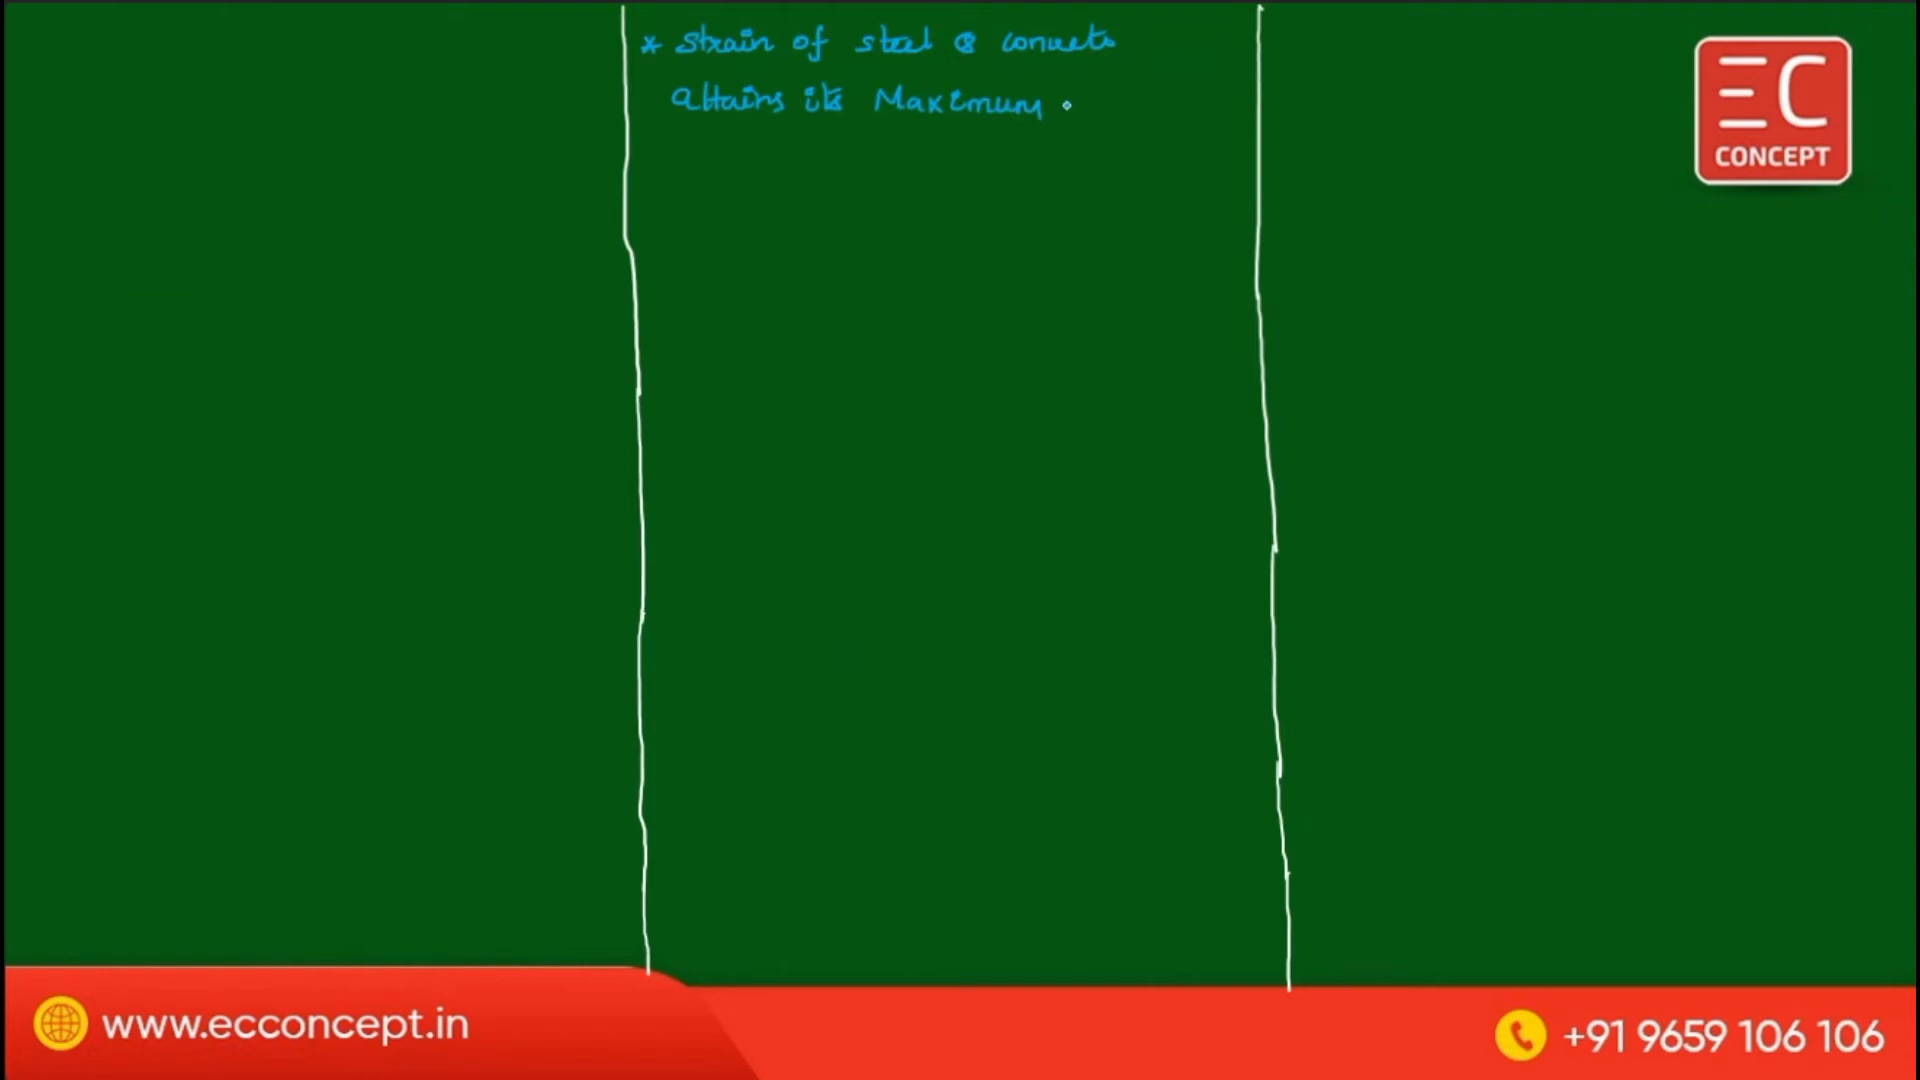 * Strain of steel & concrete
Attains its Maximum
EC
CONCEPT
www.ecconcept.in
+91 9659 106 106